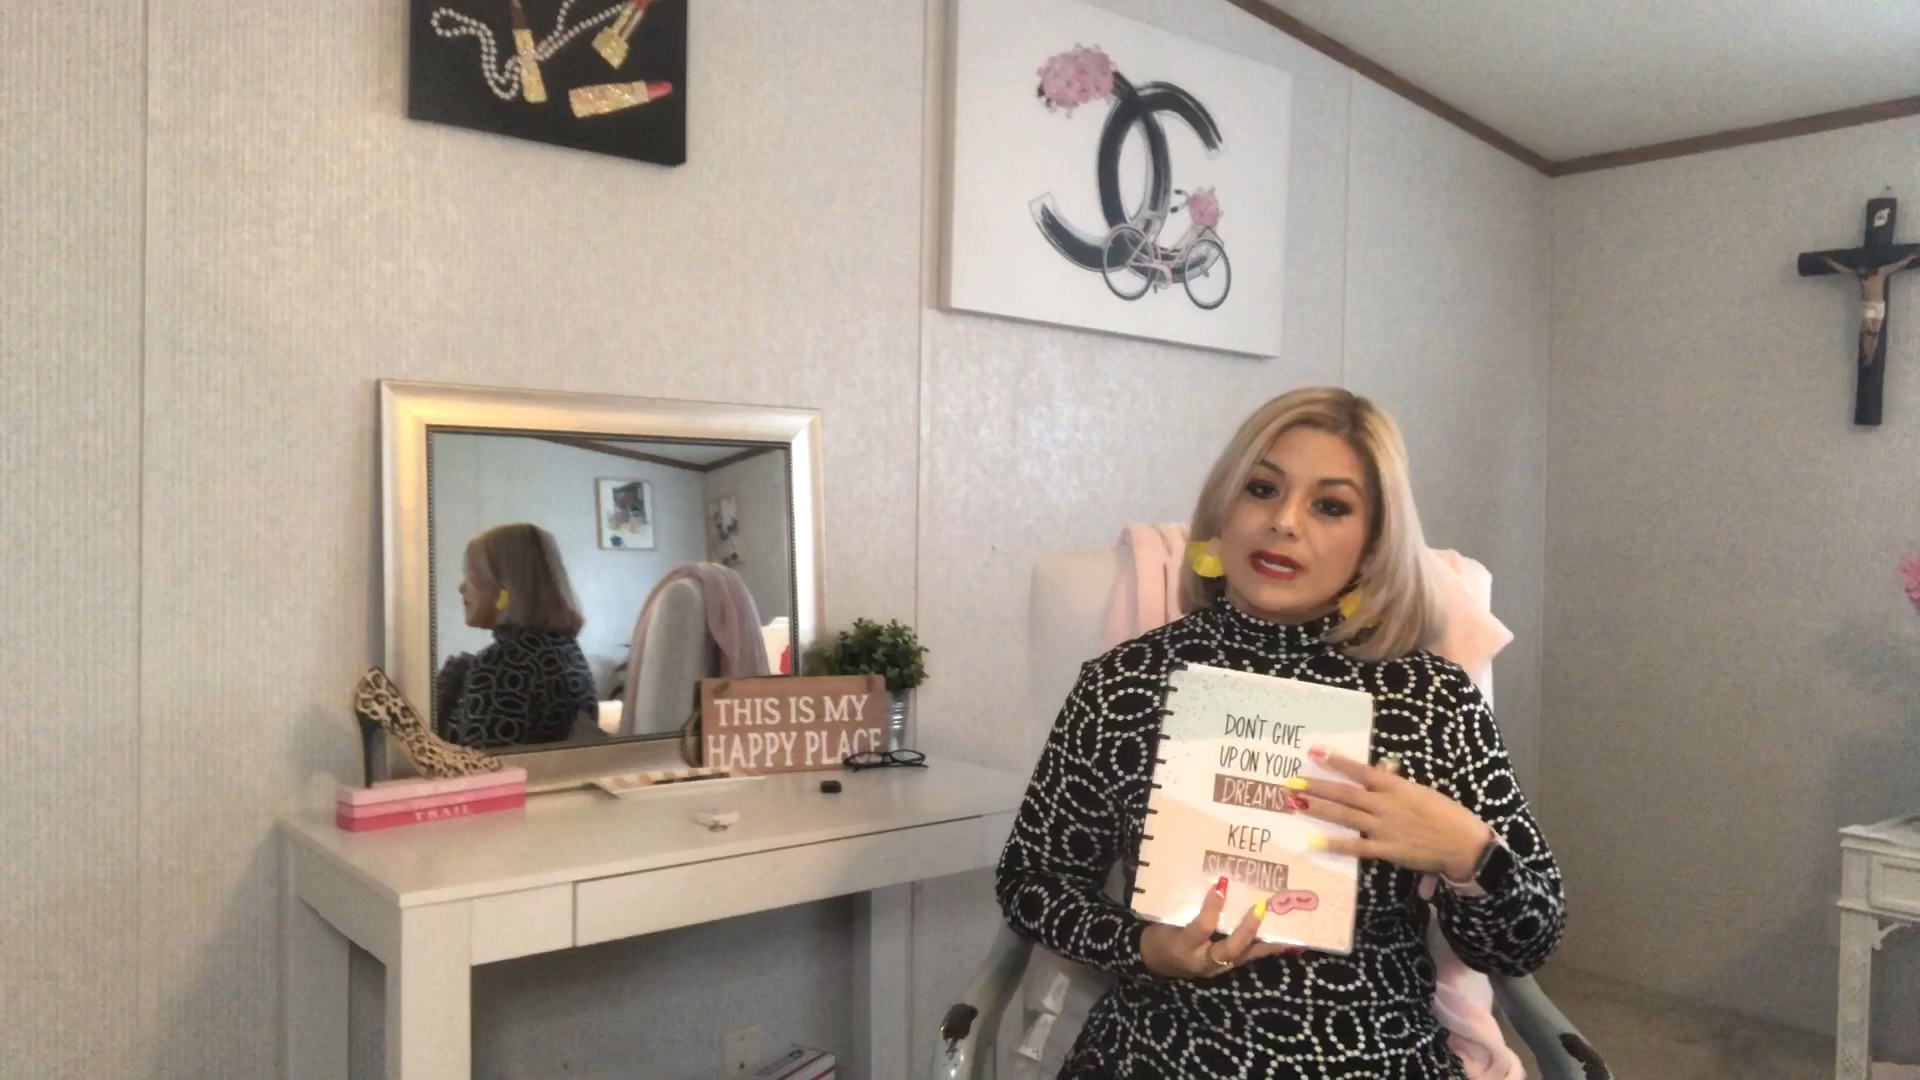 THIS IS MY
HAPPY PLACE
DON'T GIVE
UP ON YOUR
DREAMS
KEEP
SLEEPING